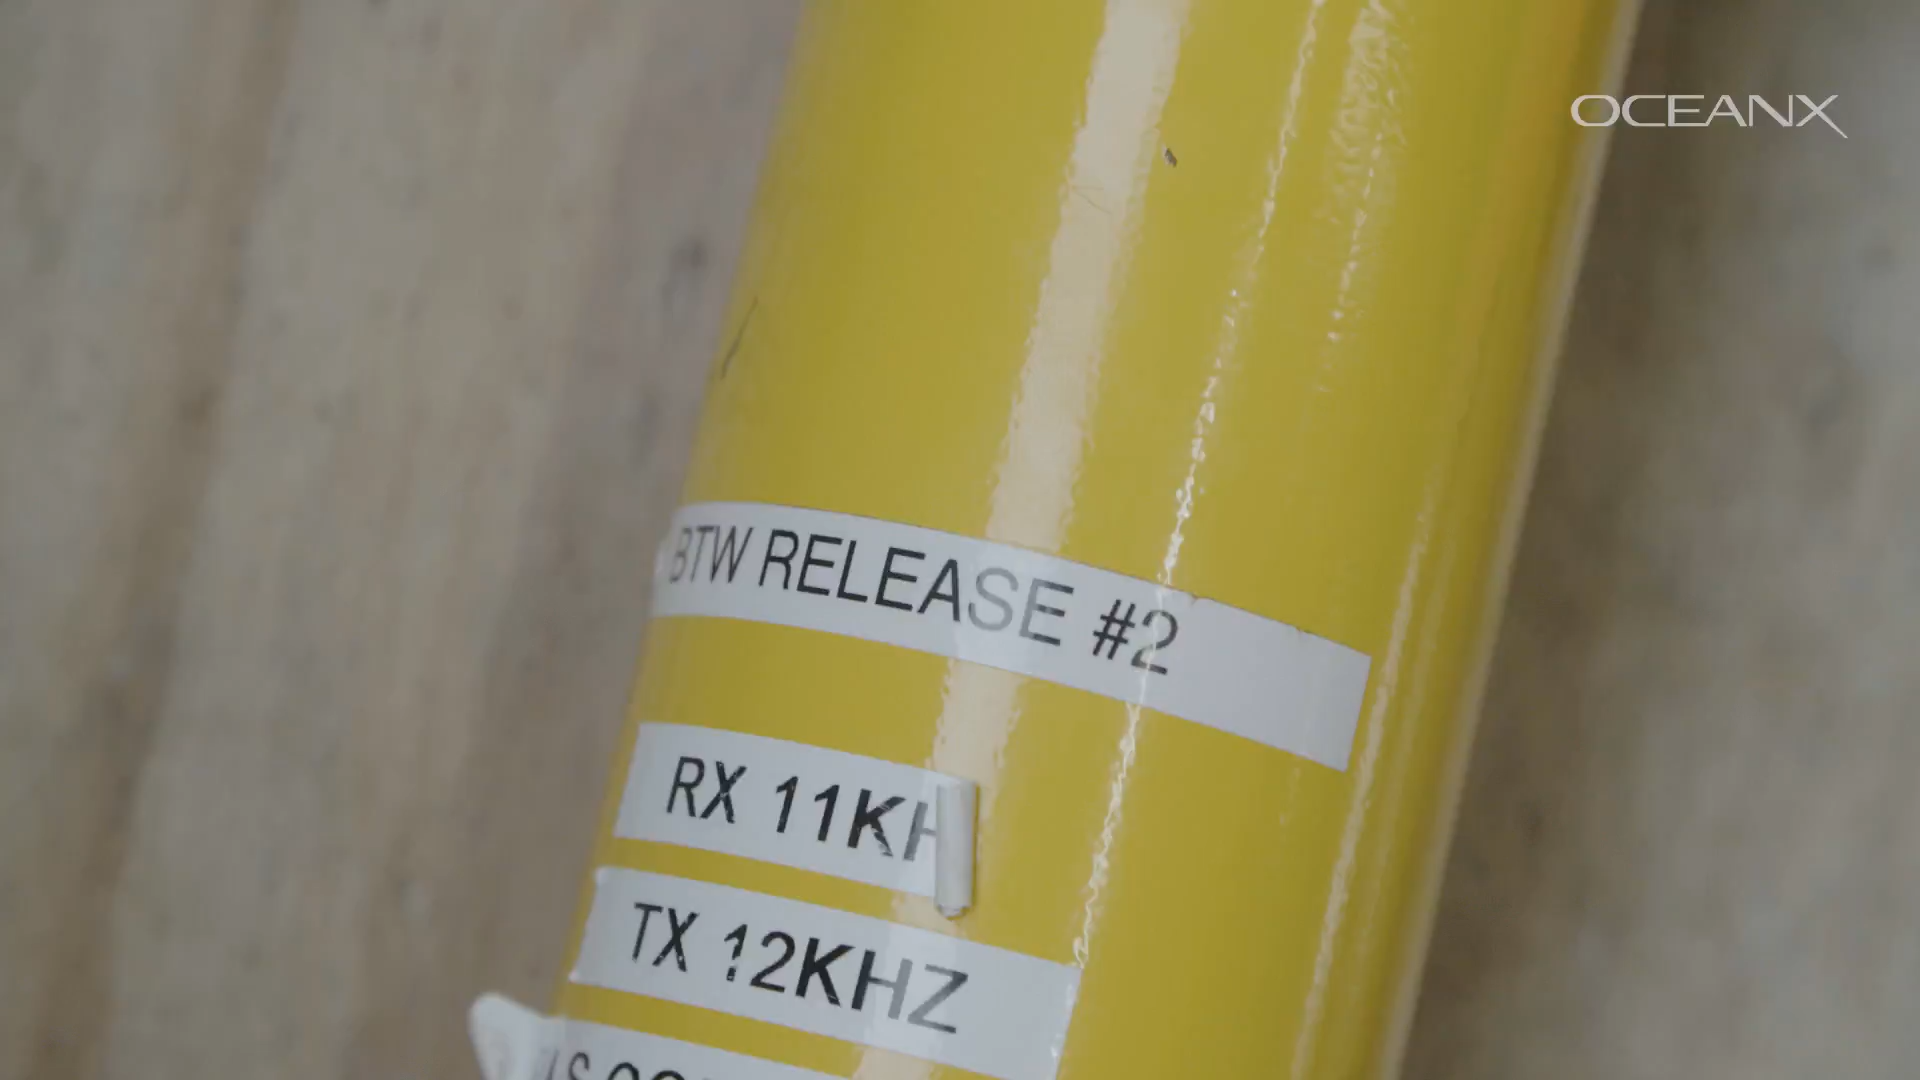 OCEANX
BTW RELEASE #2
RX 11KH
TX 12KHZ